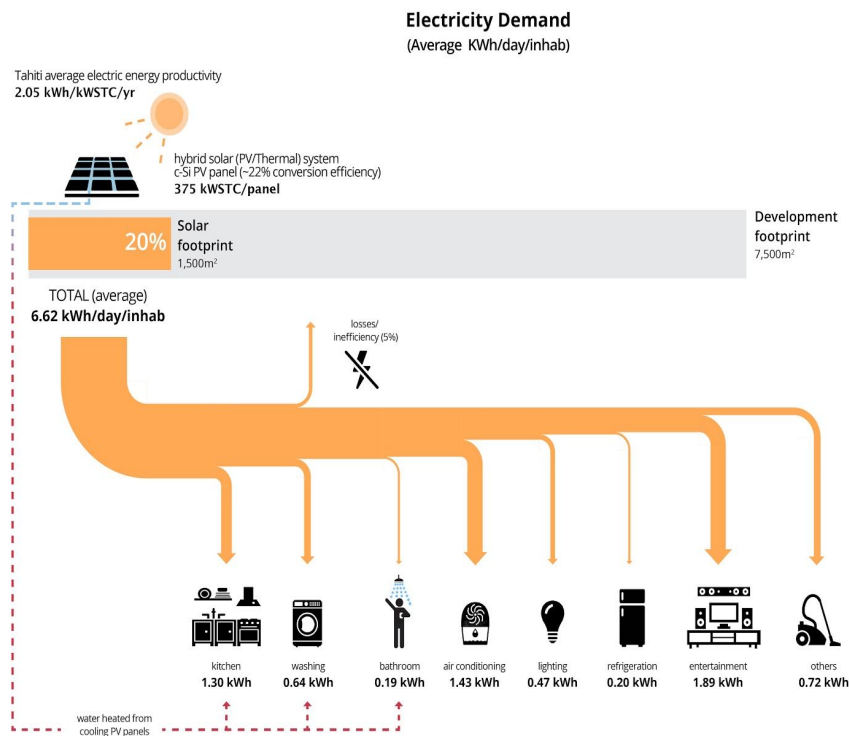 Electricity Demand
(Average KWh/day/inhab)
Tahiti average electric energy productivity
2.05 kWh/kWSTC/yr
hybrid solar (PV/Thermal) system
c-Si PV panel (~22% conversion efficiency)
375 kWSTC/panel
20%
Solar
footprint
1,500m²
Development
footprint
7,500m²
TOTAL (average)
6.62 kWh/day/inhab
losses/
inefficiency (5%)
kitchen
1.30 kWh
washing
0.64 kWh
bathroom
0.19 kWh
air conditioning
1.43 kWh
lighting
0.47 kWh
refrigeration
0.20 kWh
entertainment
1.89 kWh
others
0.72 kWh
water heated from
cooling PV panels